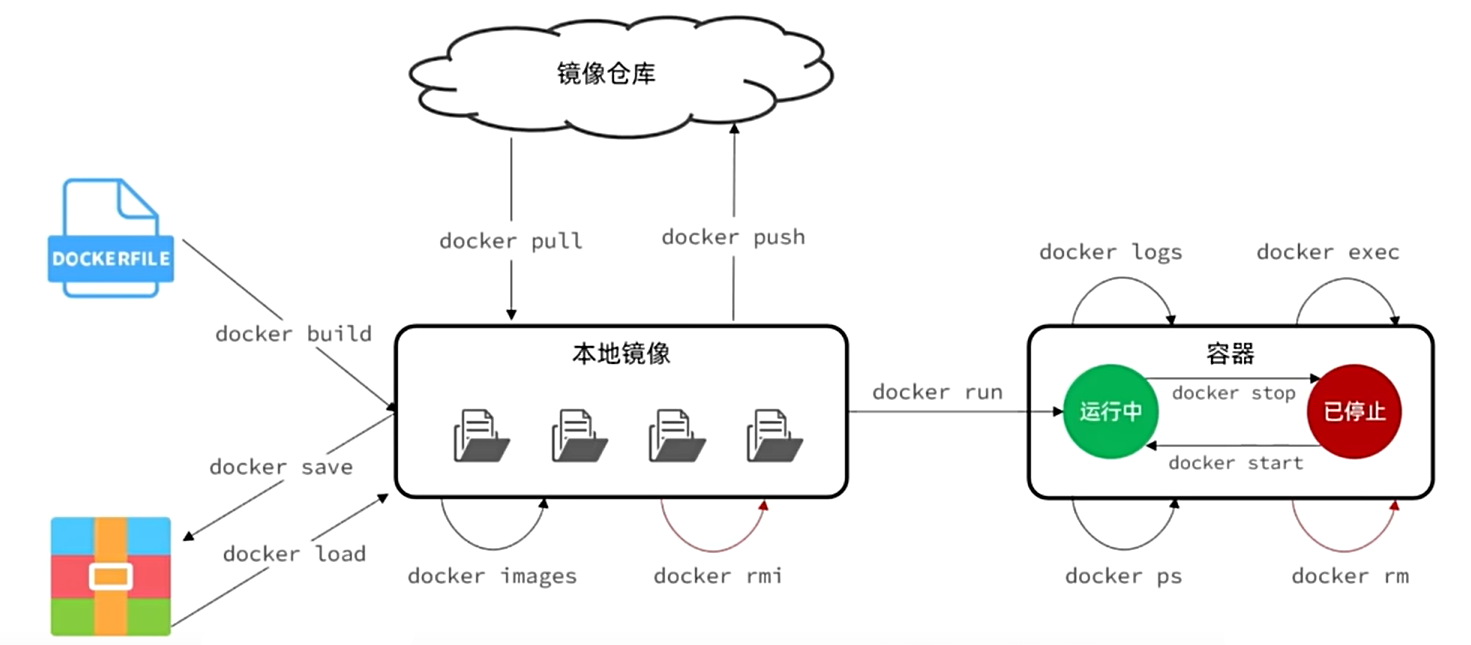 镜像仓库
docker pull
docker push
DOCKERFILE
docker build
docker logs
docker exec
本地镜像
容器
docker run
运行中
docker stop
已停止
docker start
docker save
docker load
docker images
docker rmi
docker ps
docker rm